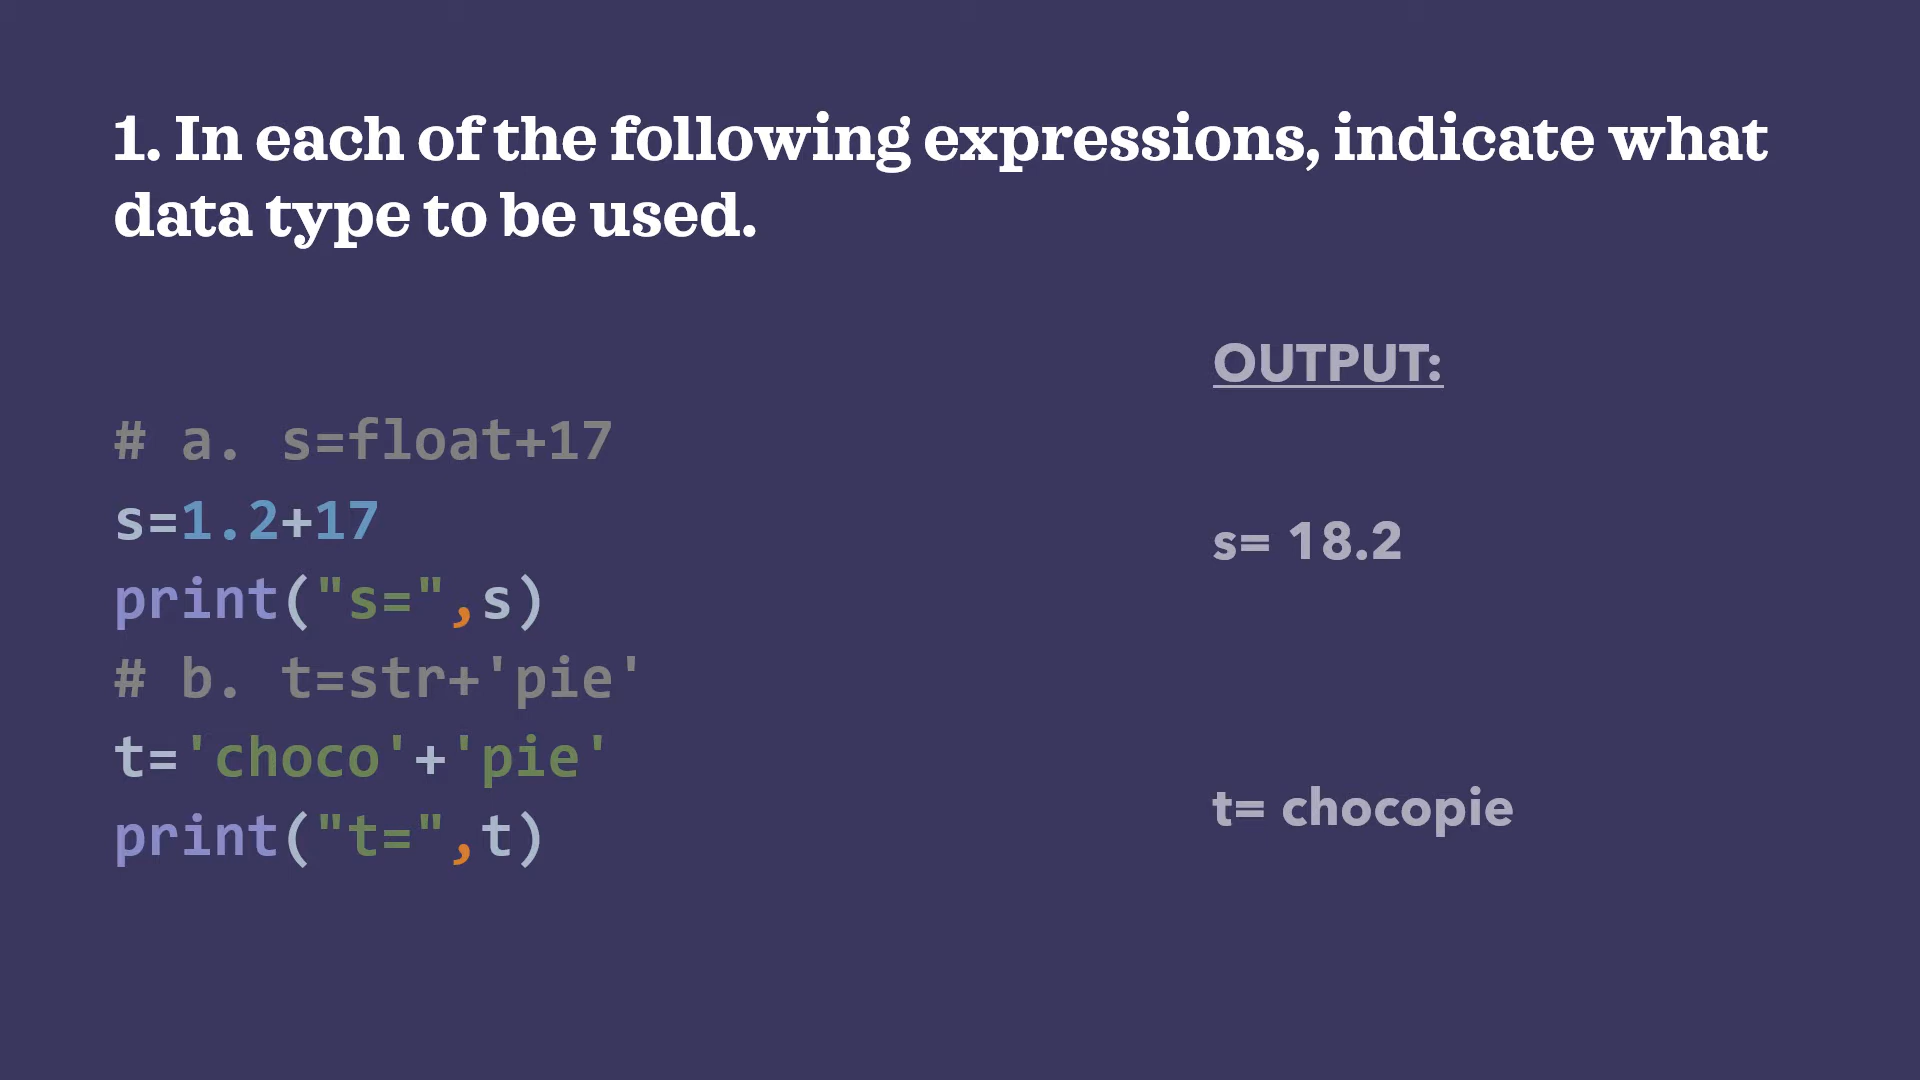 1. In each of the following expressions, indicate what
data type to be used.
# a. s=float+17
s=1.2+17
print("s=",s)
# b. t=str+'pie'
t='choco'+'pie'
print("t=",t)
OUTPUT:
s= 18.2
t= chocopie